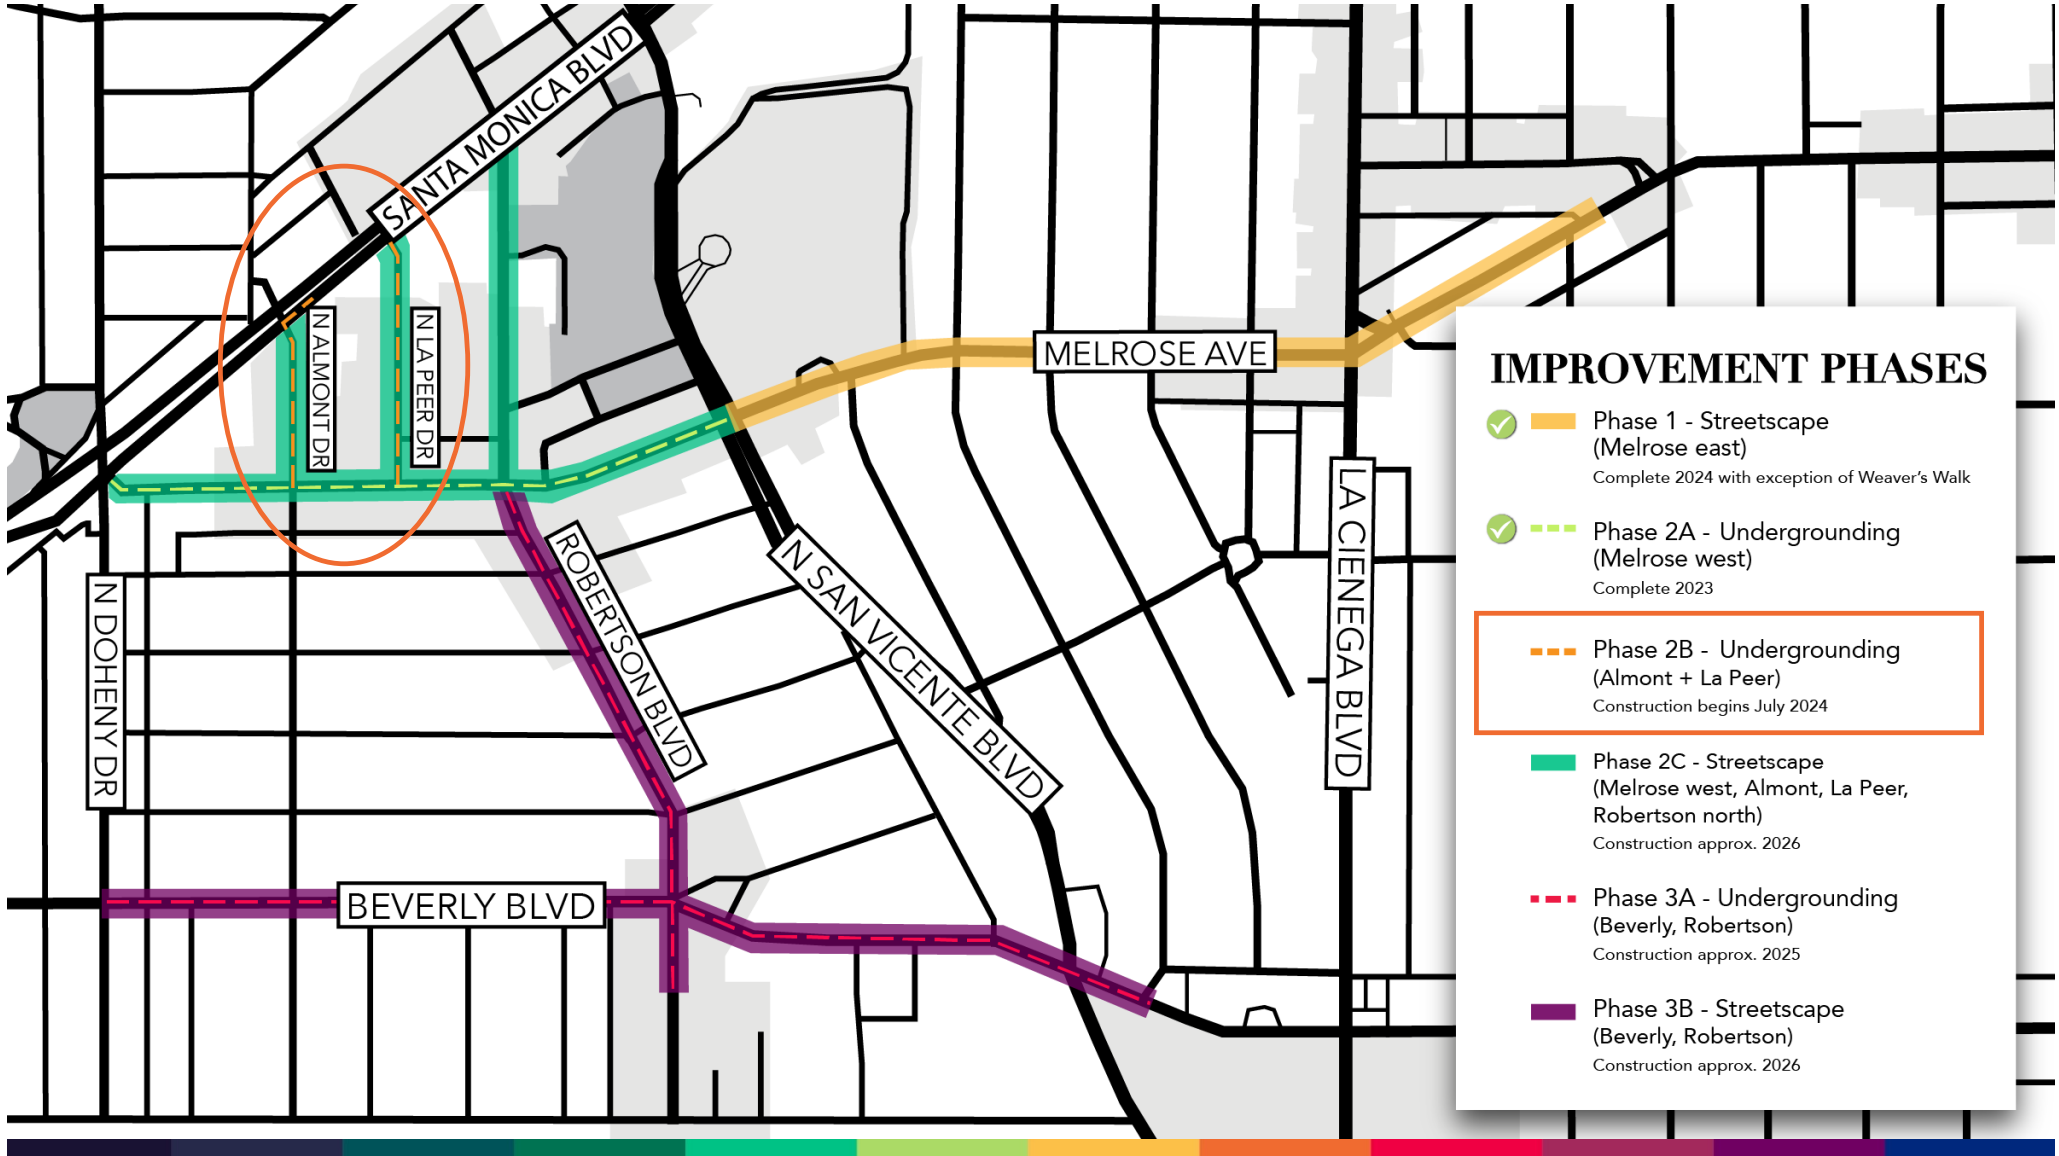 SANTA MONICA BLVD
N ALMONT DR
N LA PEER DR
MELROSE AVE
N DOHENY DR
ROBERTSON BLVD
N SAN VICENTE BLVD
LA CIENEGA BLVD
BEVERLY BLVD
IMPROVEMENT PHASES
Phase 1 - Streetscape
(Melrose east)
Complete 2024 with exception of Weaver's Walk
Phase 2A - Undergrounding
(Melrose west)
Complete 2023
Phase 2B - Undergrounding
(Almont + La Peer)
Construction begins July 2024
Phase 2C - Streetscape
(Melrose west, Almont, La Peer,
Robertson north)
Construction approx. 2026
Phase 3A - Undergrounding
(Beverly, Robertson)
Construction approx. 2025
Phase 3B - Streetscape
(Beverly, Robertson)
Construction approx. 2026